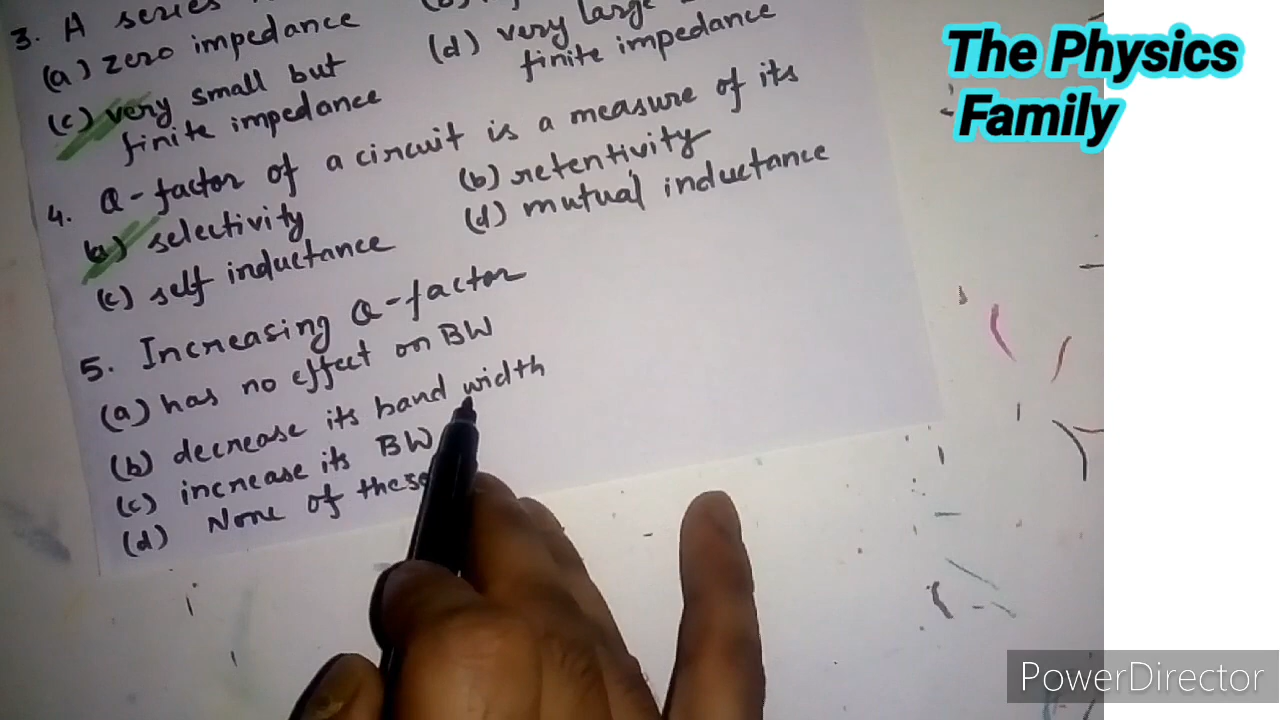 3. A series
(a) zero impedance
(c) very small but
finite impedance
(d) very large
finite impedance
4. Q-factor of a circuit is a measure of its
(a) selectivity
(b) retentivity
(c) self inductance
(d) mutual inductance
5. Increasing Q-factor
(a) has no effect on BW
(b) decrease its band width
(c) increase its BW
(d) None of these
The Physics
Family
PowerDirector